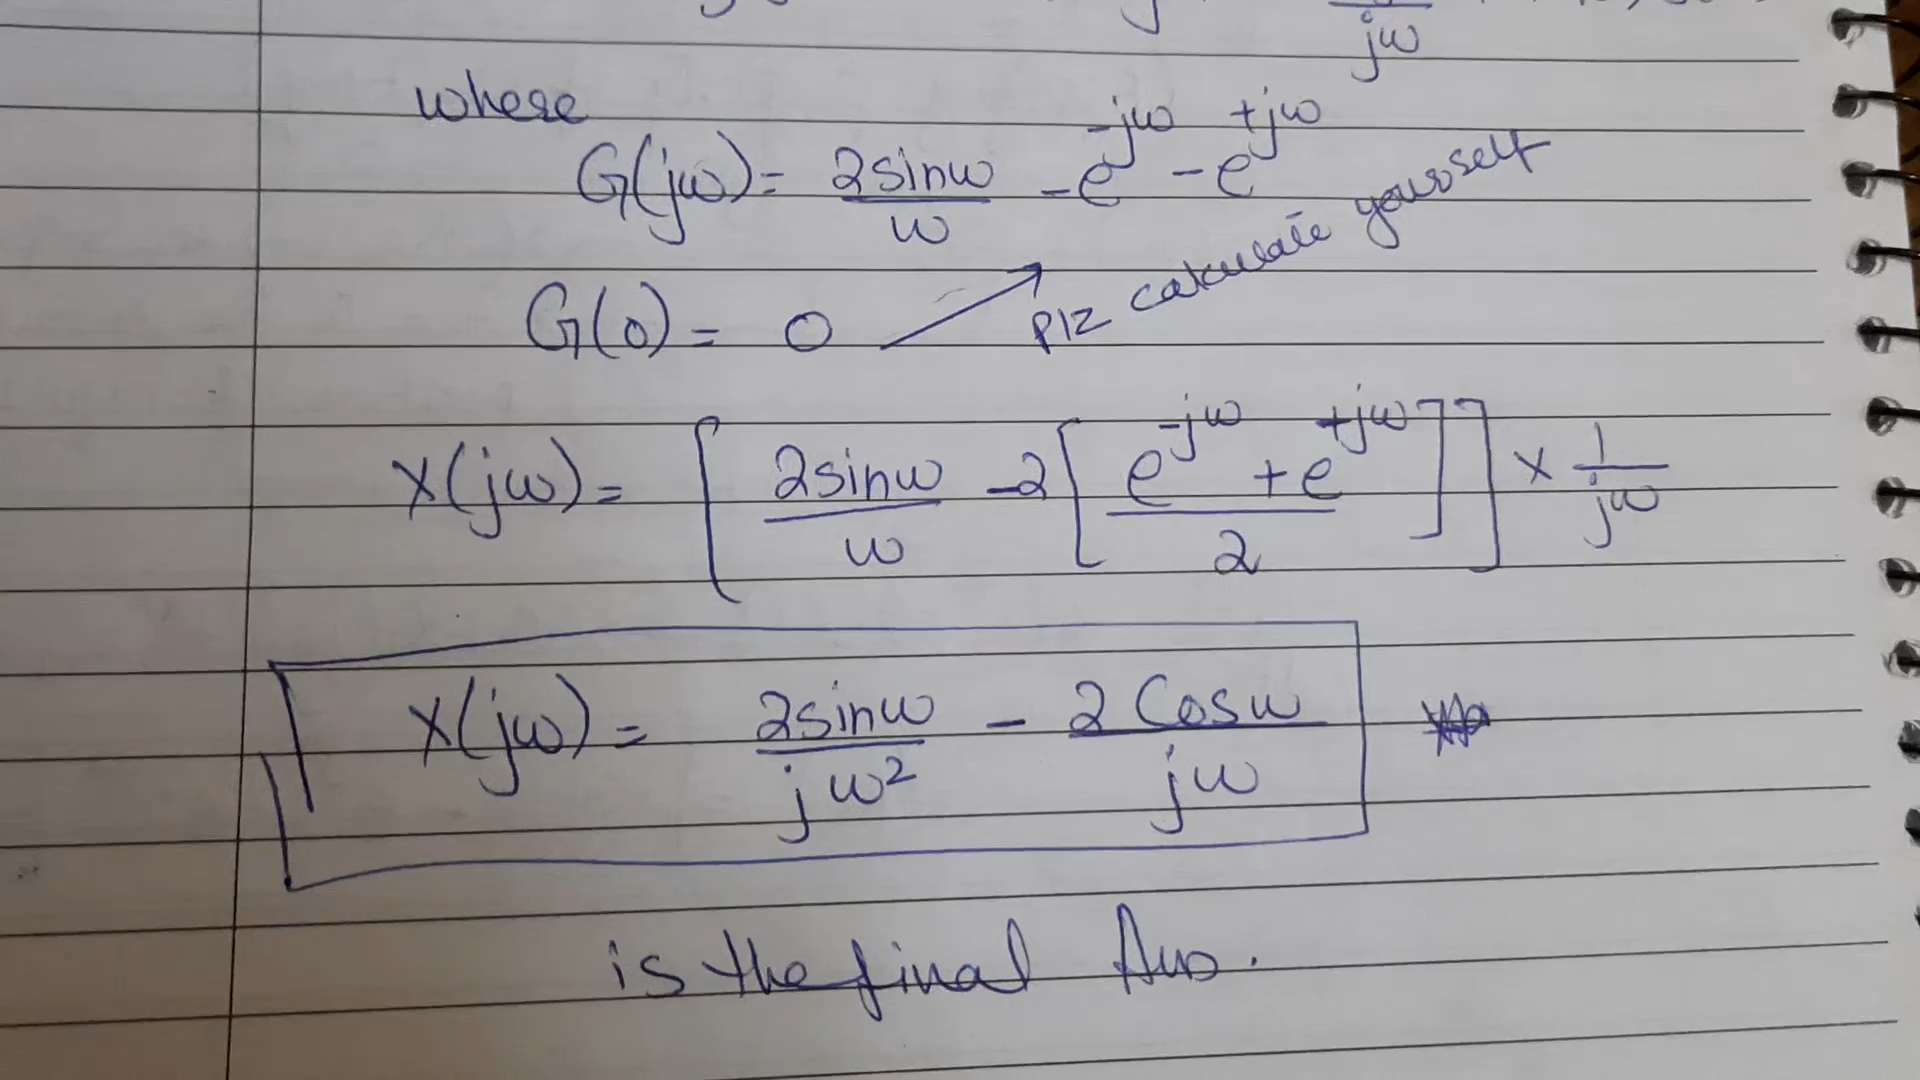 jω
where
G(jω) = 2sinω/ω - e^-jω - e^+jω
G(0) = 0 → Plz calculate yourself
X(jω) = [2sinω/ω - 2[(e^-jω + e^+jω)/2]] × 1/jω
X(jω) = 2sinω/jω² - 2Cosω/jω
is the final Ans.